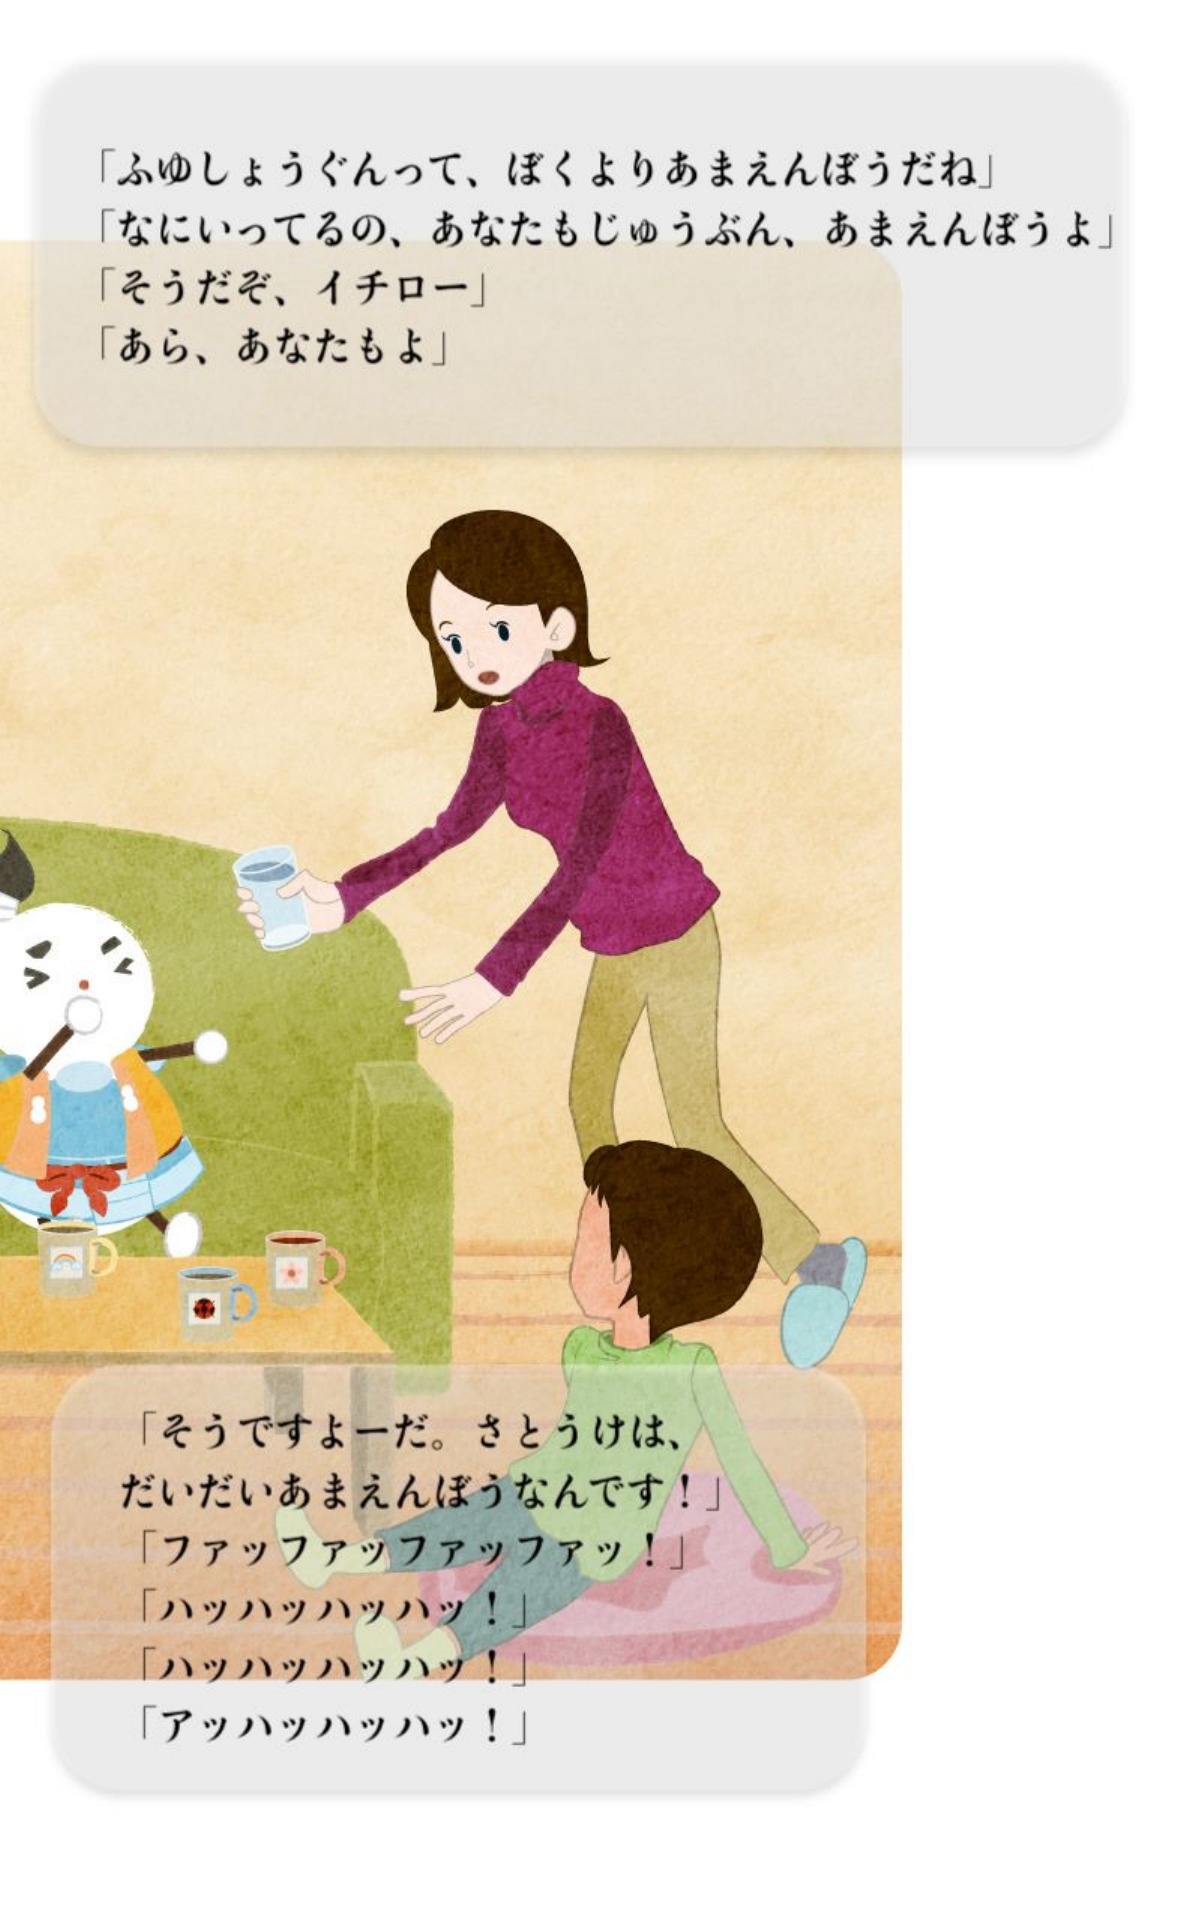 「ふゆしょうぐんって、ぼくよりあまえんぼうだね」
「なにいってるの、あなたもじゅうぶん、あまえんぼうよ」
「そうだぞ、イチロー」
「あら、あなたもよ」
「そうですよーだ。さとうけは、
だいだいあまえんぼうなんです！」
「ファッファッファッファッ！」
「ハッハッハッハッ！」
「ハッハッハッハッ！」
「アッハッハッハッ！」